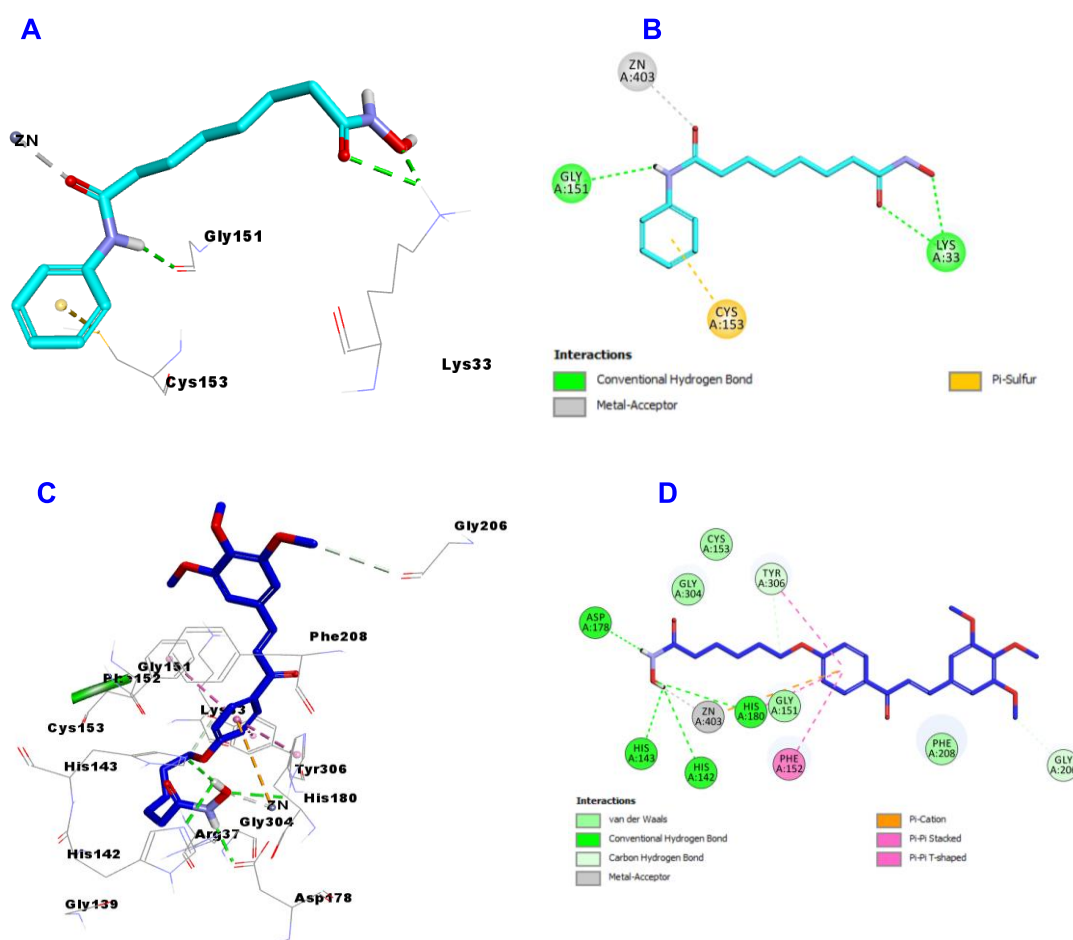 A
ZN
Gly151
Cys153
Lys33
B
ZN
A:403
GLY
A:151
LYS
A:33
CYS
A:153
Interactions
Conventional Hydrogen Bond
Metal-Acceptor
Pi-Sulfur
C
Gly206
Phe208
Gly151
Phe152
Lys33
Cys153
His143
Tyr306
His180
ZN
Gly304
Arg37
His142
Gly139
Asp178
D
CYS
A:153
TYR
A:306
GLY
A:304
ASP
A:178
ZN
A:403
HIS
A:180
GLY
A:151
HIS
A:143
HIS
A:142
PHE
A:152
PHE
A:208
GLY
A:206
Interactions
van der Waals
Conventional Hydrogen Bond
Carbon Hydrogen Bond
Metal-Acceptor
Pi-Cation
Pi-Pi Stacked
Pi-Pi T-shaped